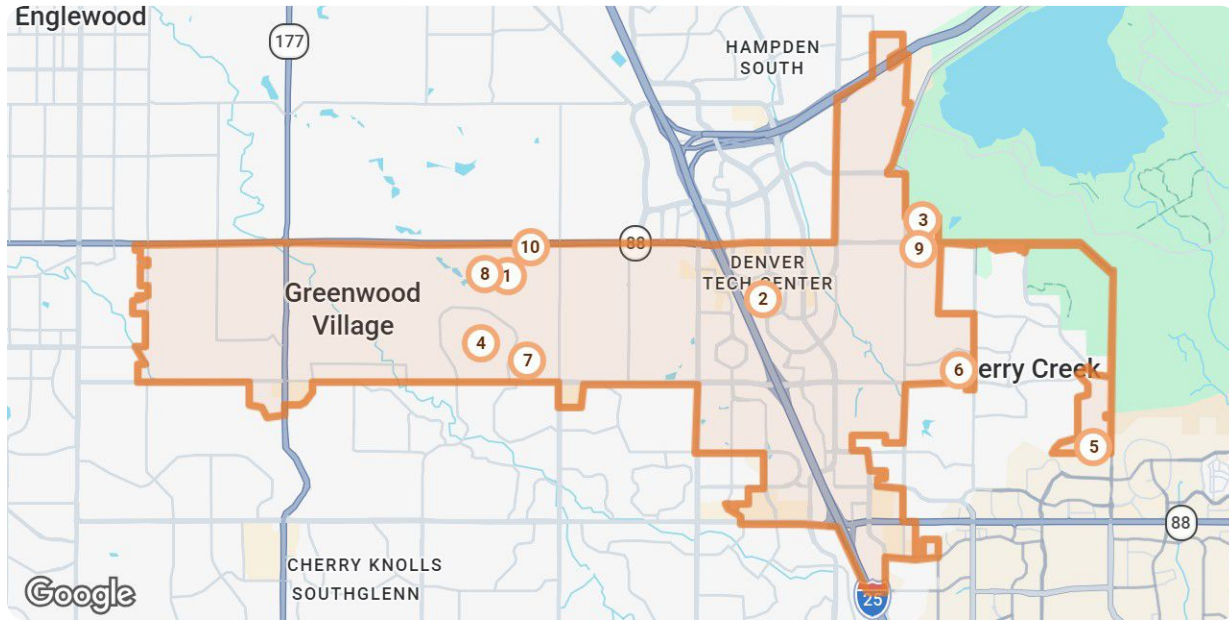 Englewood
177
HAMPDEN
SOUTH
3
10
88
9
8
1
DENVER
TECH CENTER
2
Greenwood
Village
4
7
6
erry Creek
5
88
CHERRY KNOLLS
SOUTHGLENN
Google
25